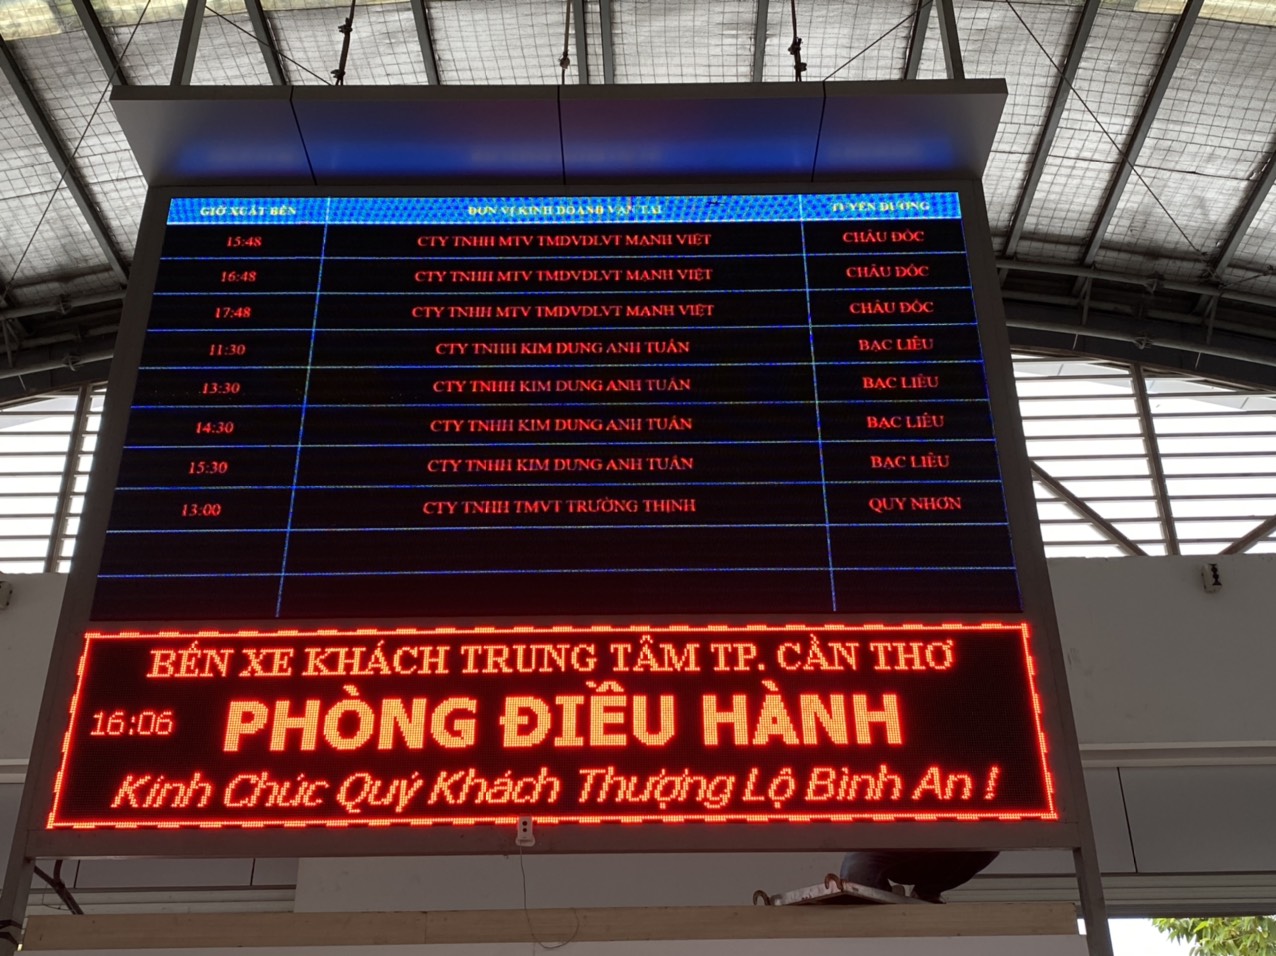 GIỜ XUẤT BẾN ĐƠN VỊ KINH DOANH VẬN TẢI TUYẾN ĐƯỜNG
15:48 CTY TNHH MTV TMDVDLVT MẠNH VIỆT CHÂU ĐỐC
16:48 CTY TNHH MTV TMDVDLVT MẠNH VIỆT CHÂU ĐỐC
17:48 CTY TNHH MTV TMDVDLVT MẠNH VIỆT CHÂU ĐỐC
11:30 CTY TNHH KIM DUNG ANH TUẤN BẠC LIÊU
13:30 CTY TNHH KIM DUNG ANH TUẤN BẠC LIÊU
14:30 CTY TNHH KIM DUNG ANH TUẤN BẠC LIÊU
15:30 CTY TNHH KIM DUNG ANH TUẤN BẠC LIÊU
13:00 CTY TNHH TMVT TRƯỜNG THỊNH QUY NHƠN
BẾN XE KHÁCH TRUNG TÂM TP. CẦN THƠ
16:06 PHÒNG ĐIỀU HÀNH
Kính Chúc Quý Khách Thượng Lộ Bình An !